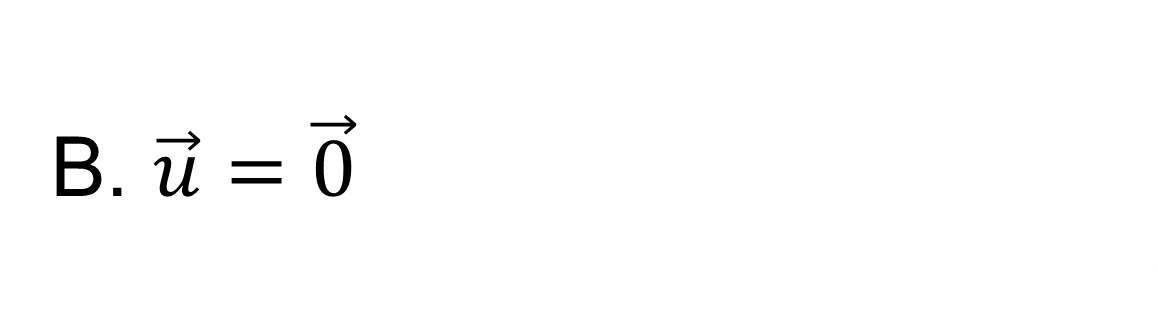 B. $\vec{u} = \vec{0}$